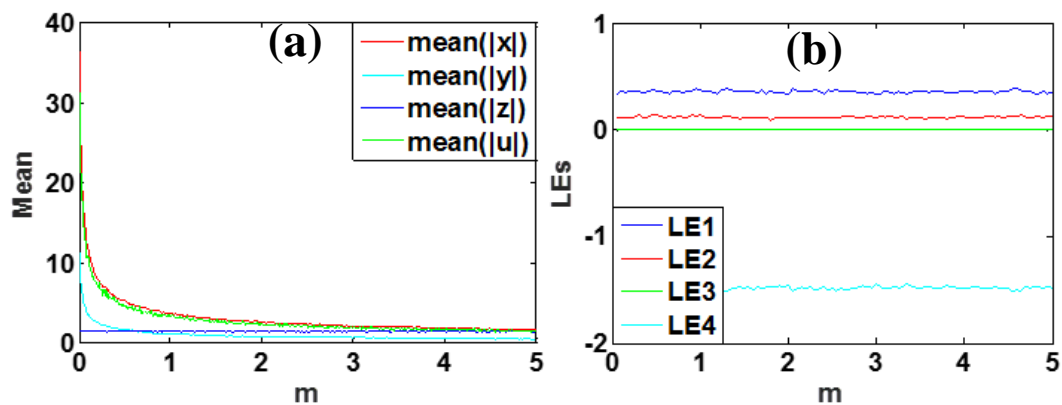 (a)
mean(|x|)
mean(|y|)
mean(|z|)
mean(|u|)
40
30
20
10
0
Mean
0 1 2 3 4 5
m
(b)
1
0
-1
-2
LEs
LE1
LE2
LE3
LE4
0 1 2 3 4 5
m